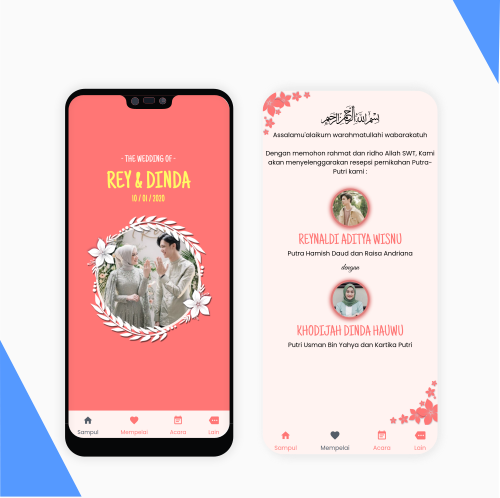 - THE WEDDING OF -
REY & DINDA
10 / 01 / 2020
Sampul
Mempelai
Acara
Lain
بسم الله الرحمن الرحيم
Assalamu'alaikum warahmatullahi wabarakatuh
Dengan memohon rahmat dan ridho Allah SWT, Kami
akan menyelenggarakan resepsi pernikahan Putra-
Putri kami :
REYNALDI ADITYA WISNU
Putra Hamish Daud dan Raisa Andriana
dengan
KHODIJAH DINDA HAUWU
Putri Usman Bin Yahya dan Kartika Putri
Sampul
Mempelai
Acara
Lain